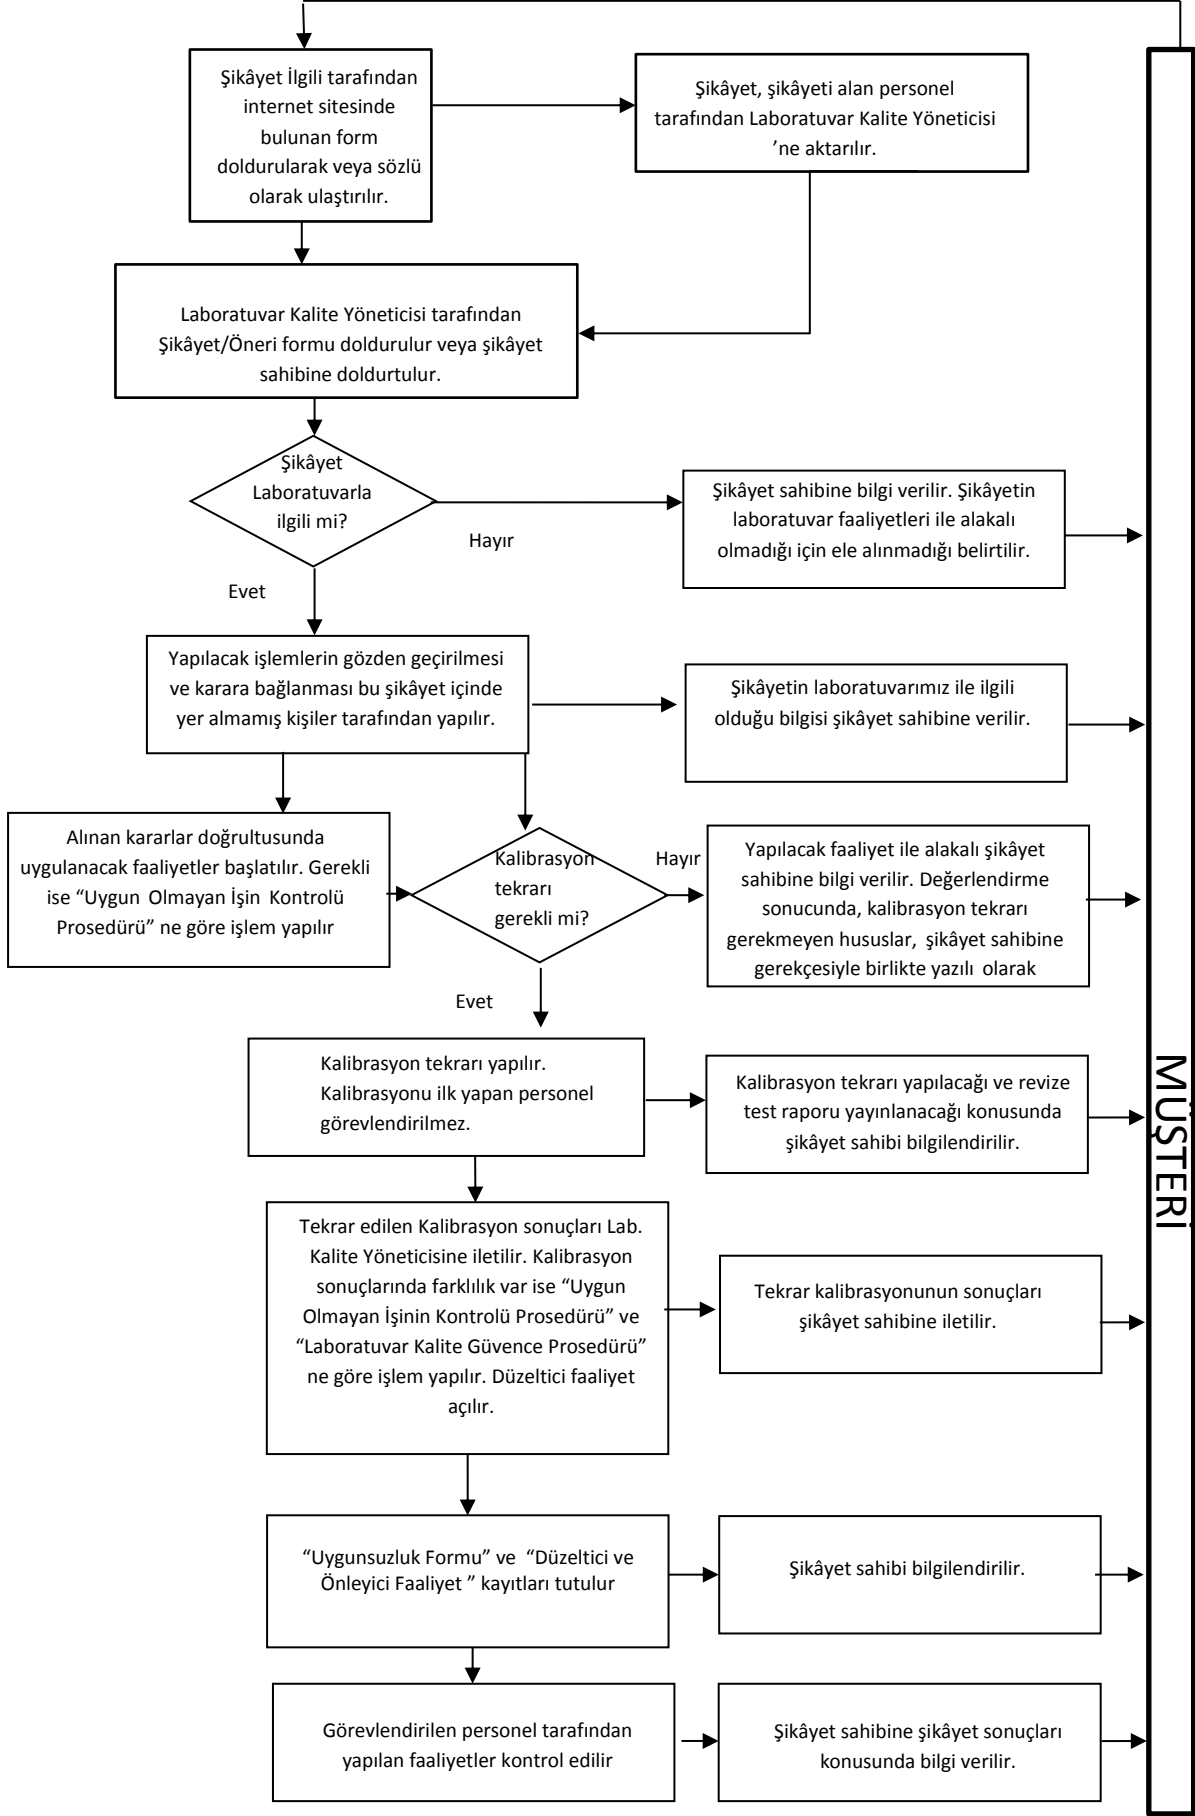 Şikâyet İlgili tarafından
internet sitesinde
bulunan form
doldurularak veya sözlü
olarak ulaştırılır.
Şikâyet, şikâyeti alan personel
tarafından Laboratuvar Kalite Yöneticisi
’ne aktarılır.
Laboratuvar Kalite Yöneticisi tarafından
Şikâyet/Öneri formu doldurulur veya şikâyet
sahibine doldurtulur.
Şikâyet
Laboratuvarla
ilgili mi?
Hayır
Şikâyet sahibine bilgi verilir. Şikâyetin
laboratuvar faaliyetleri ile alakalı
olmadığı için ele alınmadığı belirtilir.
Evet
Yapılacak işlemlerin gözden geçirilmesi
ve karara bağlanması bu şikâyet içinde
yer almamış kişiler tarafından yapılır.
Şikâyetin laboratuvarımız ile ilgili
olduğu bilgisi şikâyet sahibine verilir.
Alınan kararlar doğrultusunda
uygulanacak faaliyetler başlatılır. Gerekli
ise “Uygun Olmayan İşin Kontrolü
Prosedürü” ne göre işlem yapılır
Kalibrasyon
tekrarı
gerekli mi?
Hayır
Yapılacak faaliyet ile alakalı şikâyet
sahibine bilgi verilir. Değerlendirme
sonucunda, kalibrasyon tekrarı
gerekmeyen hususlar, şikâyet sahibine
gerekçesiyle birlikte yazılı olarak
Evet
Kalibrasyon tekrarı yapılır.
Kalibrasyonu ilk yapan personel
görevlendirilmez.
Kalibrasyon tekrarı yapılacağı ve revize
test raporu yayınlanacağı konusunda
şikâyet sahibi bilgilendirilir.
MÜŞTERİ
Tekrar edilen Kalibrasyon sonuçları Lab.
Kalite Yöneticisine iletilir. Kalibrasyon
sonuçlarında farklılık var ise “Uygun
Olmayan İşinin Kontrolü Prosedürü” ve
“Laboratuvar Kalite Güvence Prosedürü”
ne göre işlem yapılır. Düzeltici faaliyet
açılır.
Tekrar kalibrasyonunun sonuçları
şikâyet sahibine iletilir.
“Uygunsuzluk Formu” ve “Düzeltici ve
Önleyici Faaliyet ” kayıtları tutulur
Şikâyet sahibi bilgilendirilir.
Görevlendirilen personel tarafından
yapılan faaliyetler kontrol edilir
Şikâyet sahibine şikâyet sonuçları
konusunda bilgi verilir.